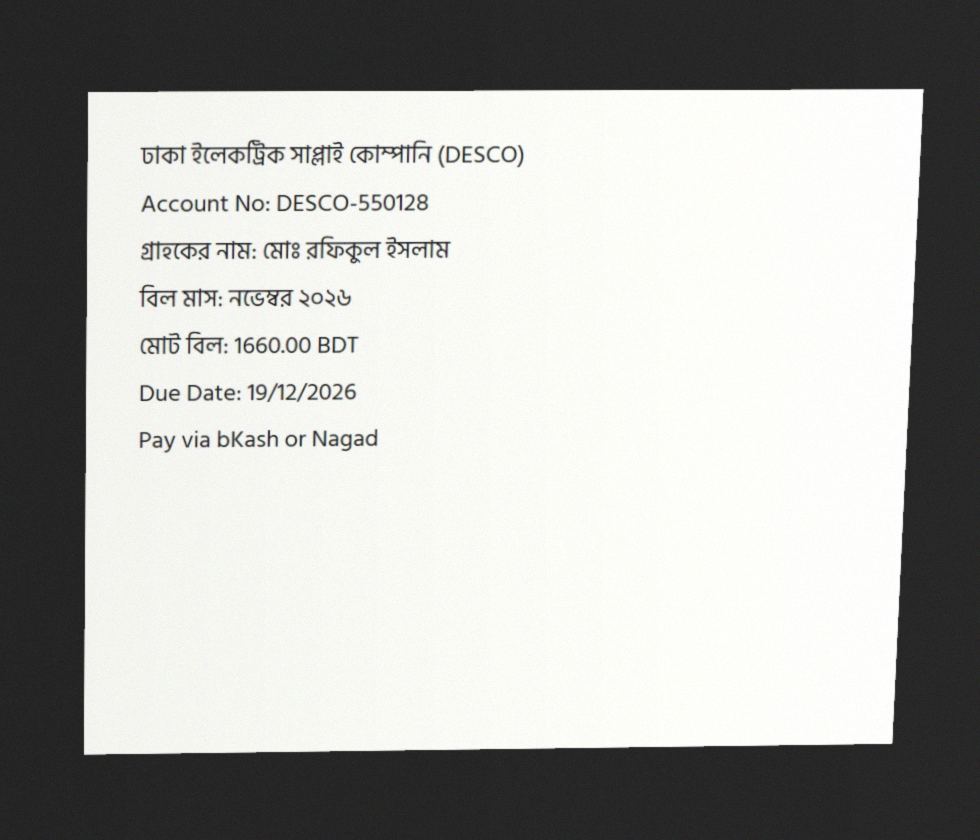 ঢাকা ইলেকট্রিক সাপ্লাই কোম্পানি (DESCO)
Account No: DESCO-550128
গ্রাহকের নাম: মোঃ রফিকুল ইসলাম
বিল মাস: নভেম্বর ২০২৬
মোট বিল: 1660.00 BDT
Due Date: 19/12/2026
Pay via bKash or Nagad